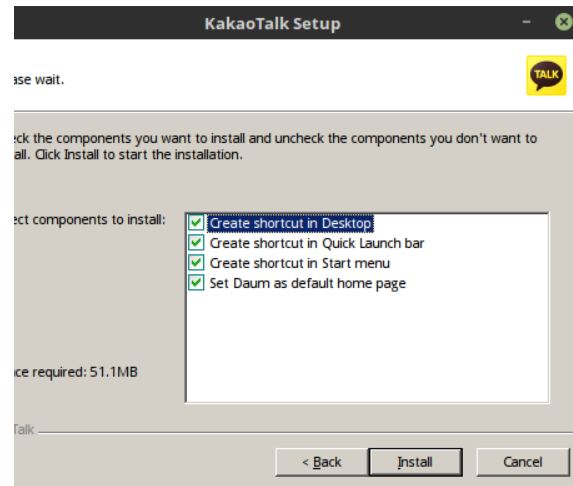 KakaoTalk Setup
ase wait.
TALK
eck the components you want to install and uncheck the components you don't want to
all. Click Install to start the installation.
ect components to install:
Create shortcut in Desktop
Create shortcut in Quick Launch bar
Create shortcut in Start menu
Set Daum as default home page
ce required: 51.1MB
Talk
< Back
Install
Cancel